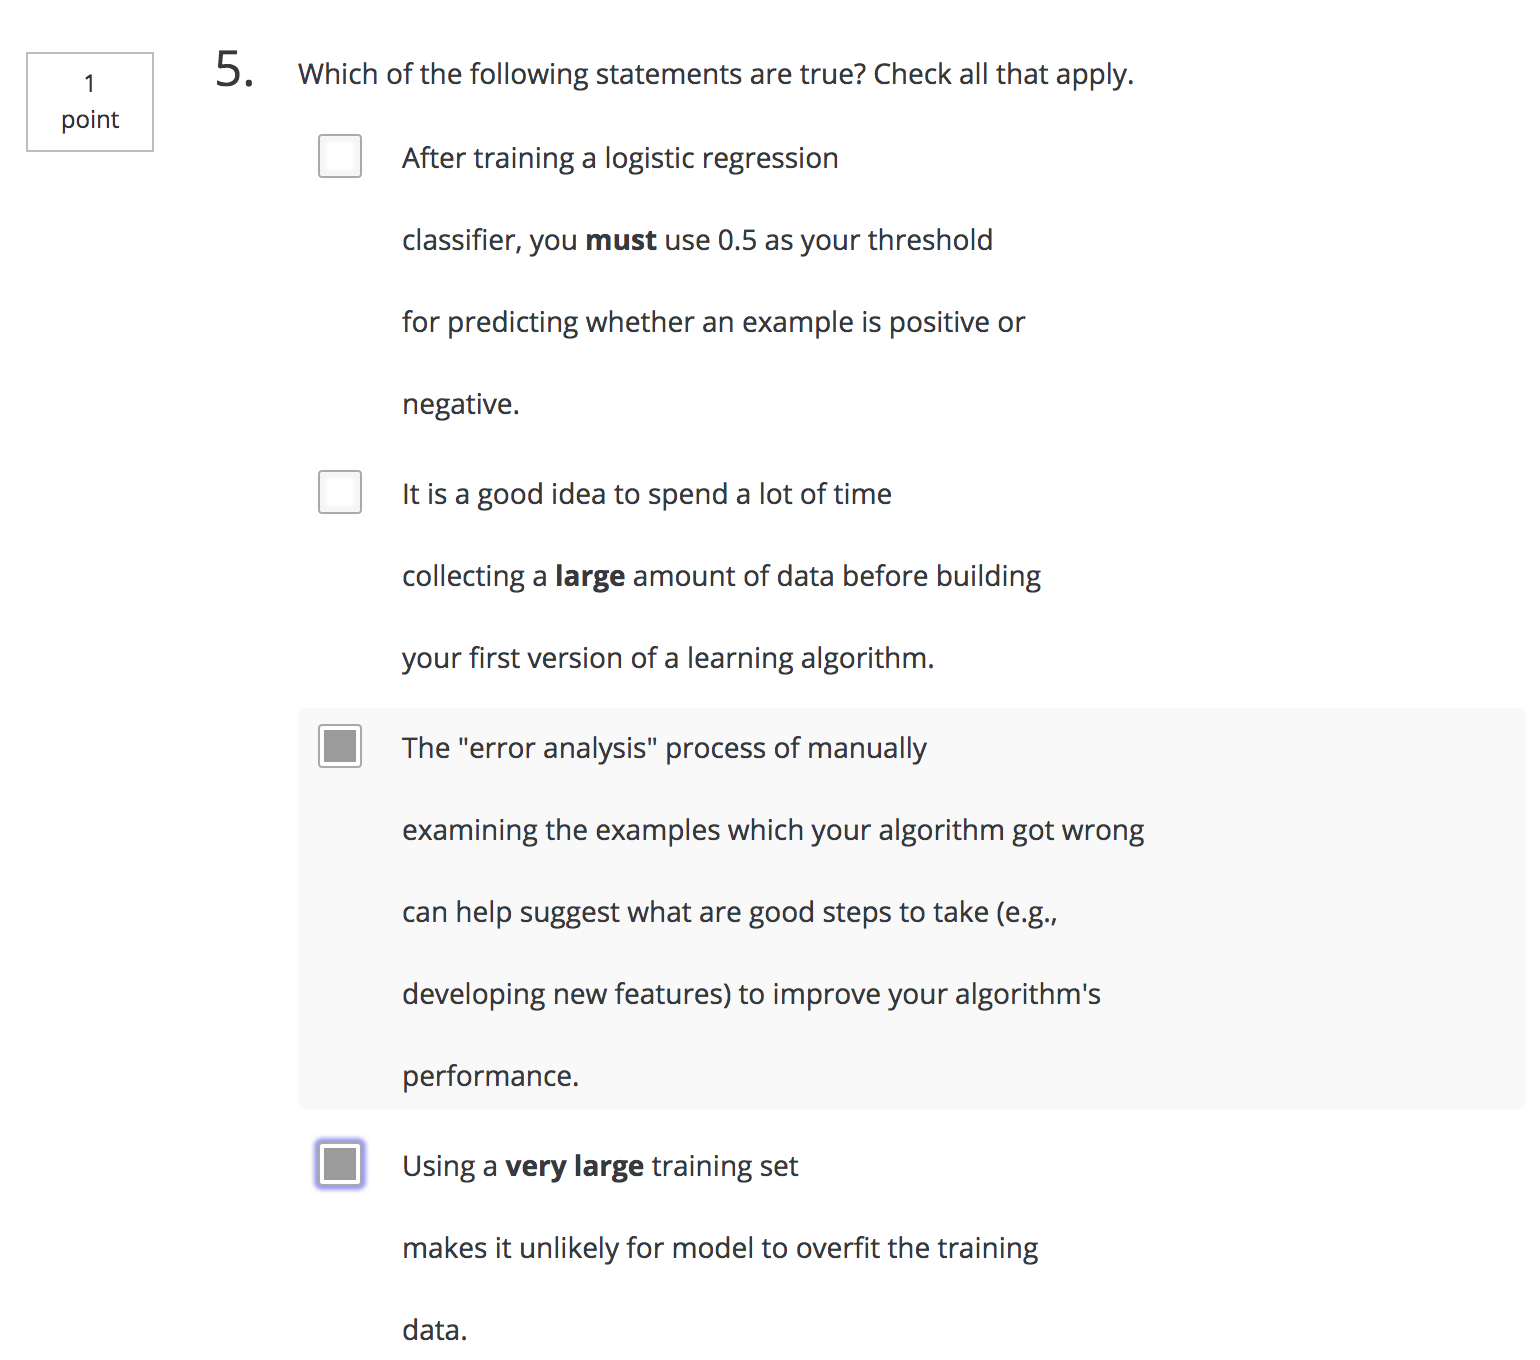 1
point
5.
Which of the following statements are true? Check all that apply.
After training a logistic regression
classifier, you must use 0.5 as your threshold
for predicting whether an example is positive or
negative.
It is a good idea to spend a lot of time
collecting a large amount of data before building
your first version of a learning algorithm.
The "error analysis" process of manually
examining the examples which your algorithm got wrong
can help suggest what are good steps to take (e.g.,
developing new features) to improve your algorithm's
performance.
Using a very large training set
makes it unlikely for model to overfit the training
data.